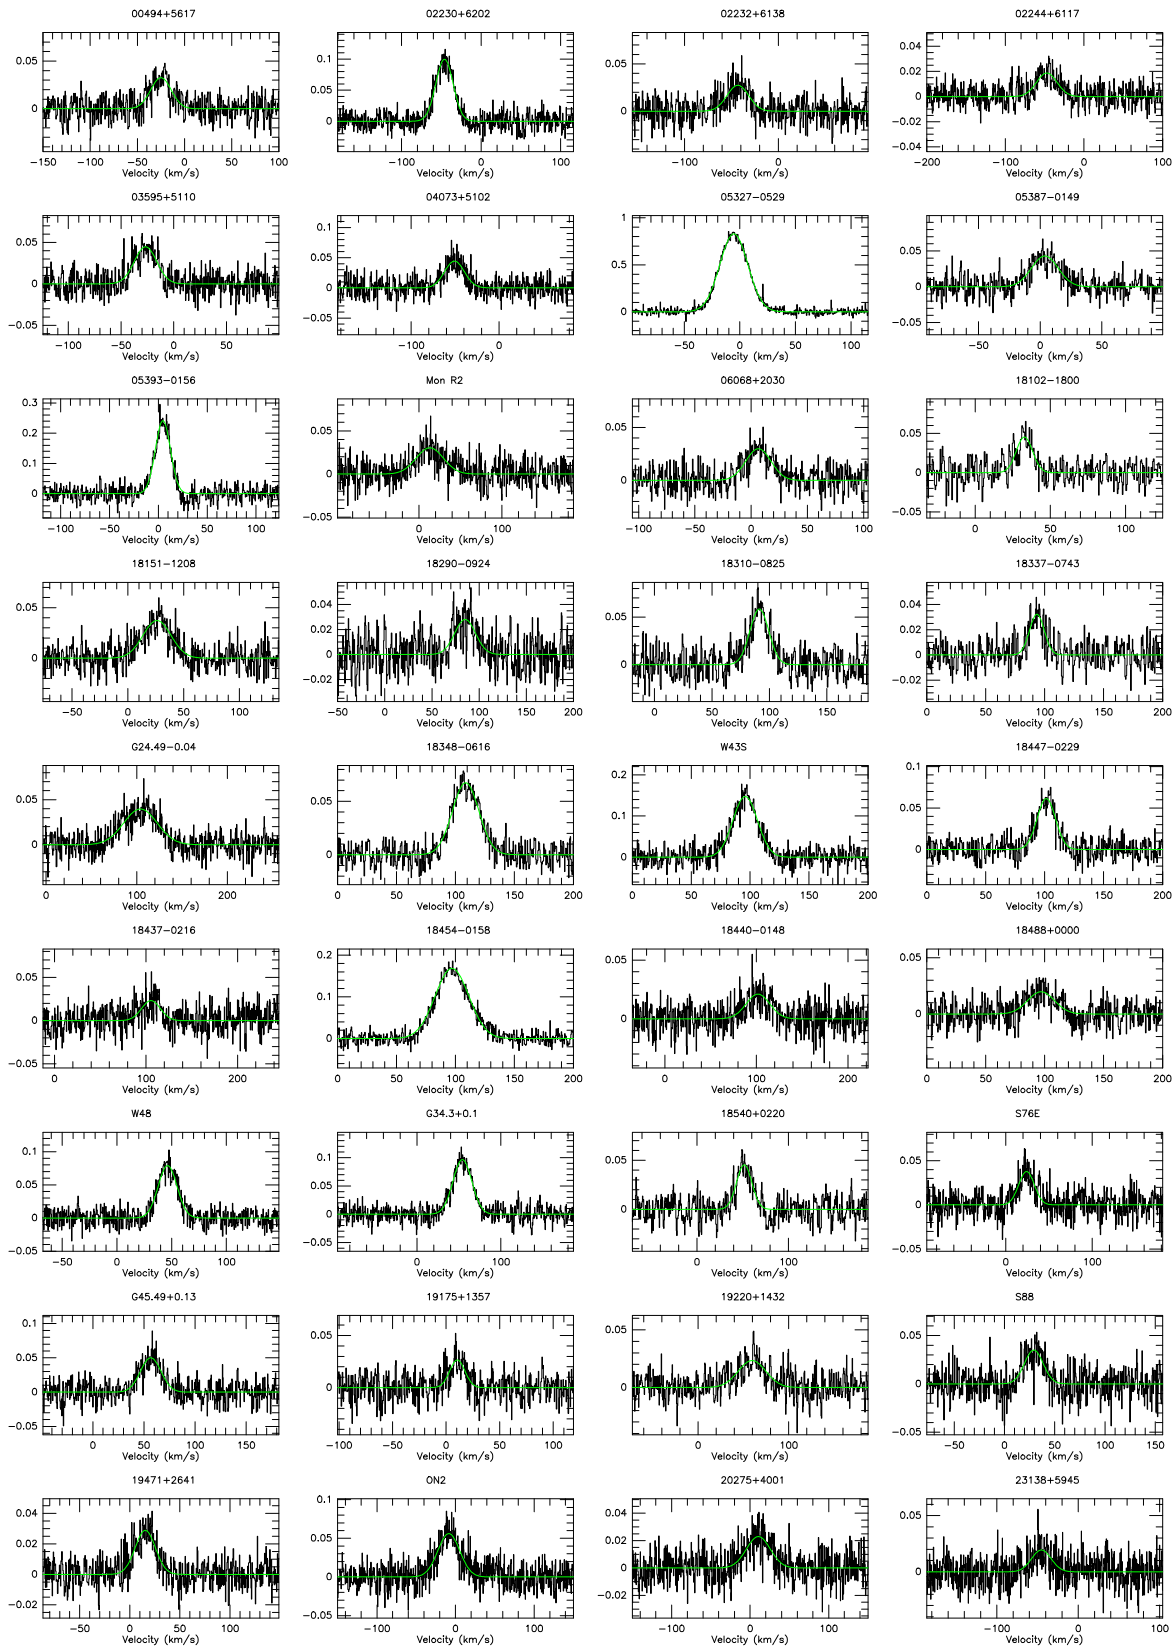 00494+5617
0.05
0
−150 −100 −50 0 50 100
Velocity (km/s)
02230+6202
0.1
0.05
0
−100 0 100
Velocity (km/s)
02232+6138
0.05
0
−100 0
Velocity (km/s)
02244+6117
0.04
0.02
0
−0.02
−0.04
−200 −100 0 100
Velocity (km/s)
03595+5110
0.05
0
−0.05
−100 −50 0 50
Velocity (km/s)
04073+5102
0.1
0.05
0
−0.05
−100 0
Velocity (km/s)
05327−0529
1
0.5
0
−50 0 50 100
Velocity (km/s)
05387−0149
0.05
0
−0.05
−50 0 50
Velocity (km/s)
05393−0156
0.3
0.2
0.1
0
−100 −50 0 50 100
Velocity (km/s)
Mon R2
0.05
0
−0.05
0 100
Velocity (km/s)
06068+2030
0.05
0
−100 −50 0 50 100
Velocity (km/s)
18102−1800
0.05
0
−0.05
0 50 100
Velocity (km/s)
18151−1208
0.05
0
−50 0 50 100
Velocity (km/s)
18290−0924
0.04
0.02
0
−0.02
−50 0 50 100 150 200
Velocity (km/s)
18310−0825
0.05
0
0 50 100 150
Velocity (km/s)
18337−0743
0.04
0.02
0
−0.02
0 50 100 150 200
Velocity (km/s)
G24.49−0.04
0.05
0
0 100 200
Velocity (km/s)
18348−0616
0.05
0
0 50 100 150 200
Velocity (km/s)
W43S
0.2
0.1
0
0 50 100 150 200
Velocity (km/s)
18447−0229
0.1
0.05
0
0 50 100 150 200
Velocity (km/s)
18437−0216
0.05
0
−0.05
0 100 200
Velocity (km/s)
18454−0158
0.2
0.1
0
0 50 100 150 200
Velocity (km/s)
18440−0148
0.05
0
0 100 200
Velocity (km/s)
18488+0000
0.05
0
0 50 100 150 200
Velocity (km/s)
W48
0.1
0.05
0
−0.05
−50 0 50 100
Velocity (km/s)
G34.3+0.1
0.1
0.05
0
−0.05
0 100
Velocity (km/s)
18540+0220
0.05
0
0 100
Velocity (km/s)
S76E
0.05
0
−0.05
0 100
Velocity (km/s)
G45.49+0.13
0.1
0.05
0
−0.05
0 50 100 150
Velocity (km/s)
19175+1357
0.05
0
−100 −50 0 50 100
Velocity (km/s)
19220+1432
0.05
0
0 100
Velocity (km/s)
S88
0.05
0
−0.05
−50 0 50 100 150
Velocity (km/s)
19471+2641
0.04
0.02
0
−0.02
−50 0 50 100
Velocity (km/s)
ON2
0.1
0.05
0
−0.05
−100 0 100
Velocity (km/s)
20275+4001
0.04
0.02
0
−0.02
−100 0 100
Velocity (km/s)
23138+5945
0.05
0
−100 0 100
Velocity (km/s)